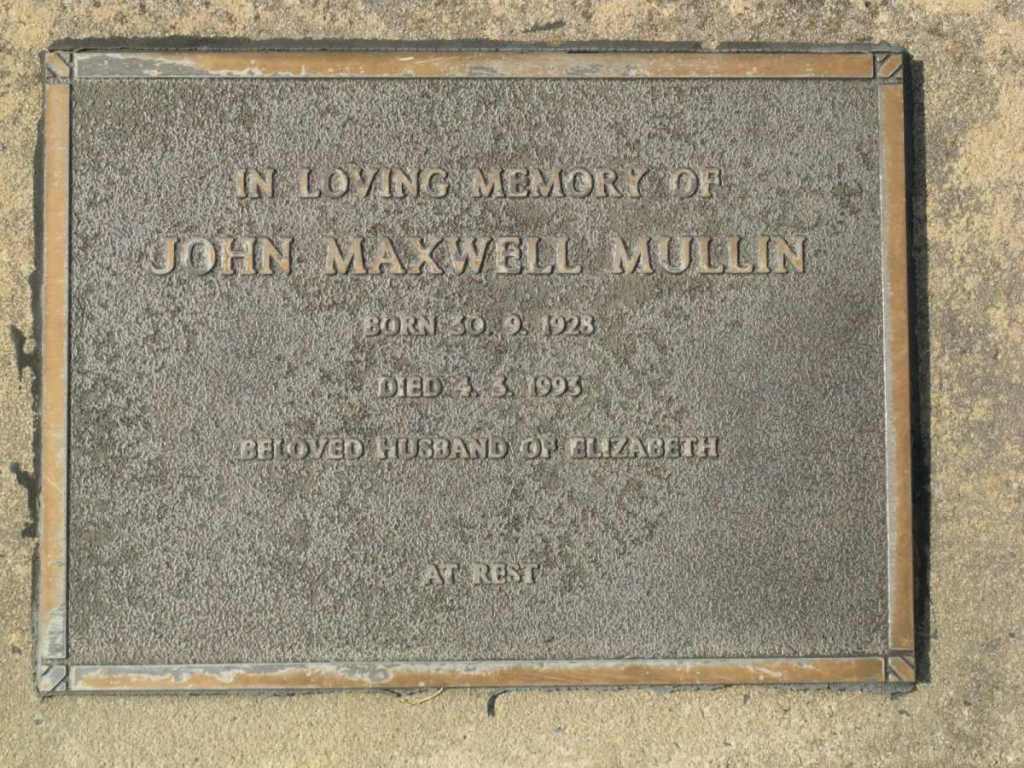 IN LOVING MEMORY OF
JOHN MAXWELL MULLIN
BORN 30. 9. 1928
DIED 4. 3. 1993
BELOVED HUSBAND OF ELIZABETH
AT REST